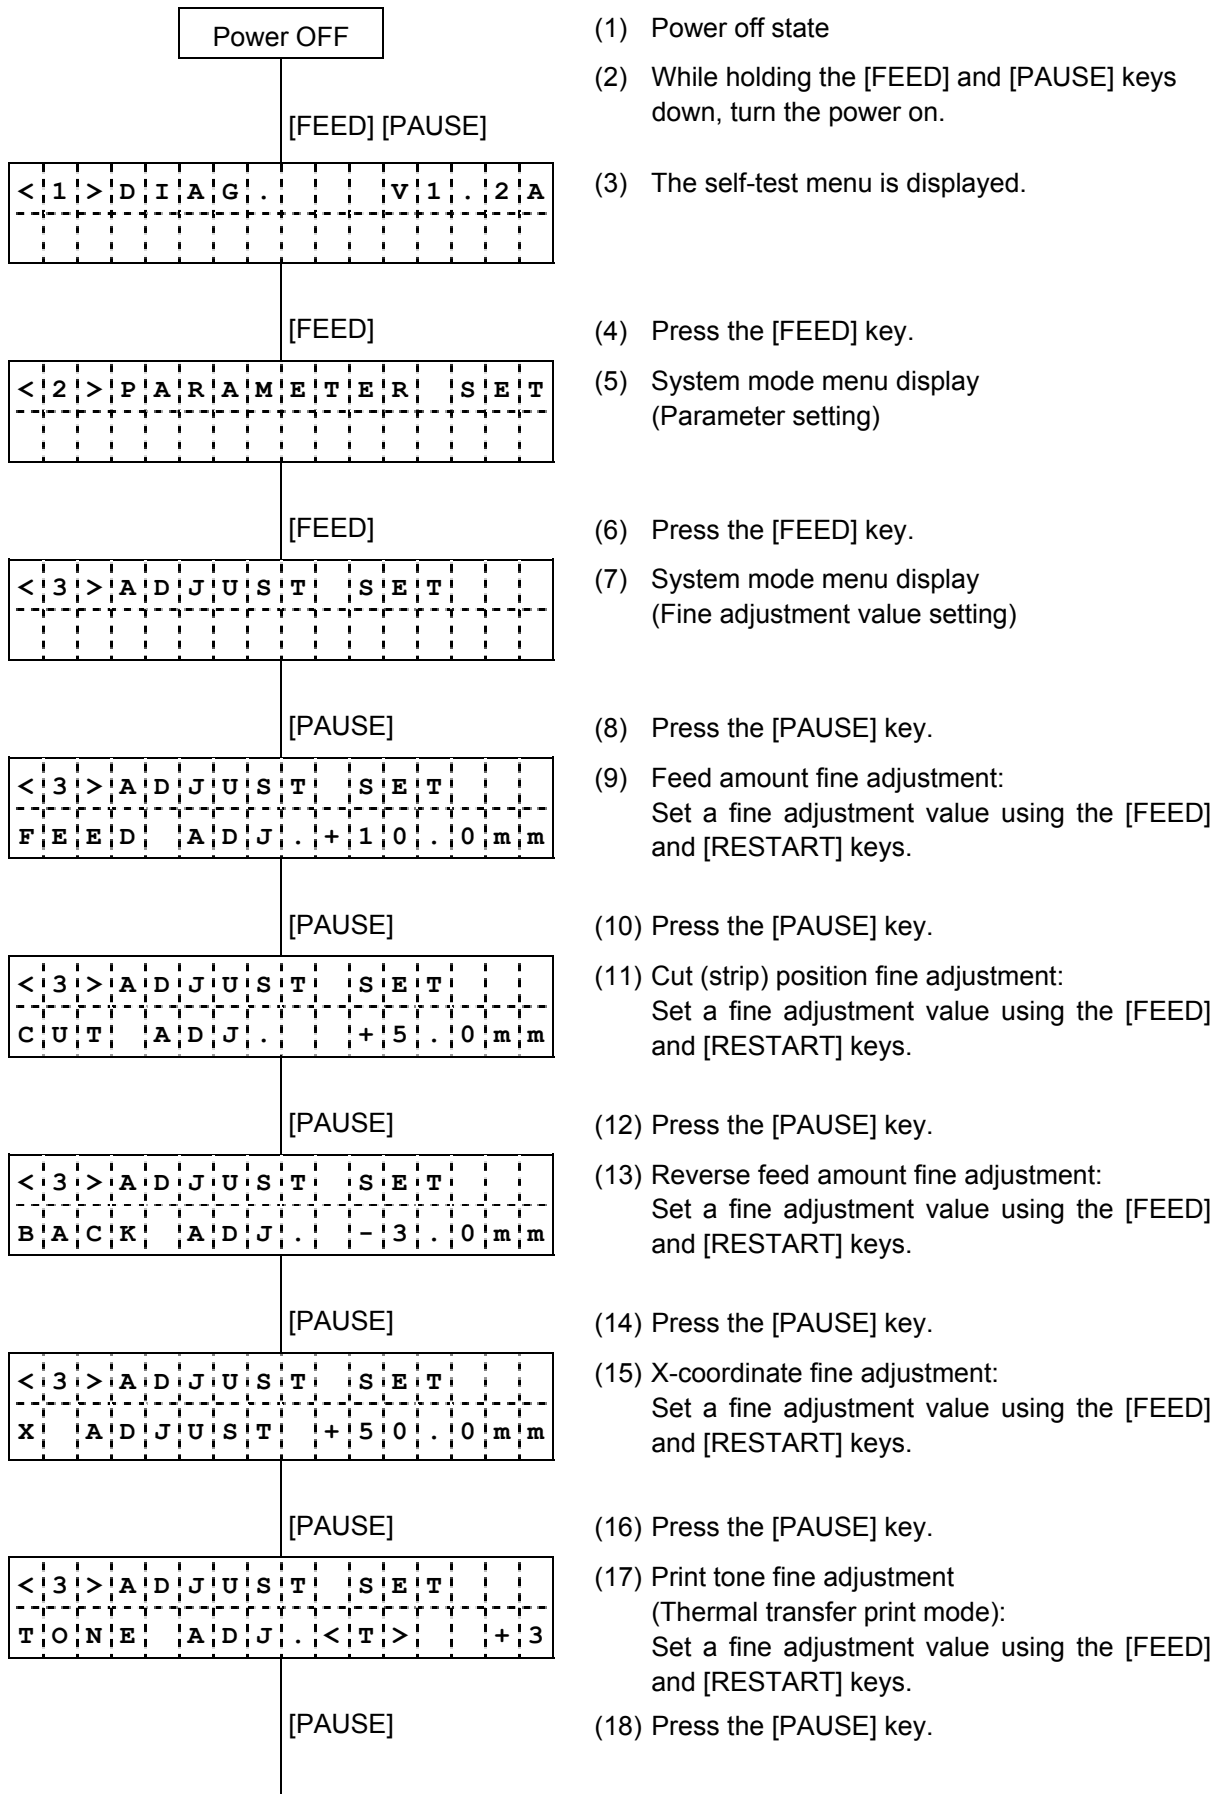 Power OFF
(1) Power off state
(2) While holding the [FEED] and [PAUSE] keys
down, turn the power on.
[FEED] [PAUSE]
<1>DIAG.   V1.2A
(3) The self-test menu is displayed.
[FEED]
(4) Press the [FEED] key.
<2>PARAMETER SET
(5) System mode menu display
(Parameter setting)
[FEED]
(6) Press the [FEED] key.
<3>ADJUST SET
(7) System mode menu display
(Fine adjustment value setting)
[PAUSE]
(8) Press the [PAUSE] key.
<3>ADJUST SET
FEED ADJ.+10.0mm
(9) Feed amount fine adjustment:
Set a fine adjustment value using the [FEED]
and [RESTART] keys.
[PAUSE]
(10) Press the [PAUSE] key.
<3>ADJUST SET
CUT ADJ.  +5.0mm
(11) Cut (strip) position fine adjustment:
Set a fine adjustment value using the [FEED]
and [RESTART] keys.
[PAUSE]
(12) Press the [PAUSE] key.
<3>ADJUST SET
BACK ADJ. -3.0mm
(13) Reverse feed amount fine adjustment:
Set a fine adjustment value using the [FEED]
and [RESTART] keys.
[PAUSE]
(14) Press the [PAUSE] key.
<3>ADJUST SET
X ADJUST +50.0mm
(15) X-coordinate fine adjustment:
Set a fine adjustment value using the [FEED]
and [RESTART] keys.
[PAUSE]
(16) Press the [PAUSE] key.
<3>ADJUST SET
TONE ADJ.<T>  +3
(17) Print tone fine adjustment
(Thermal transfer print mode):
Set a fine adjustment value using the [FEED]
and [RESTART] keys.
[PAUSE]
(18) Press the [PAUSE] key.